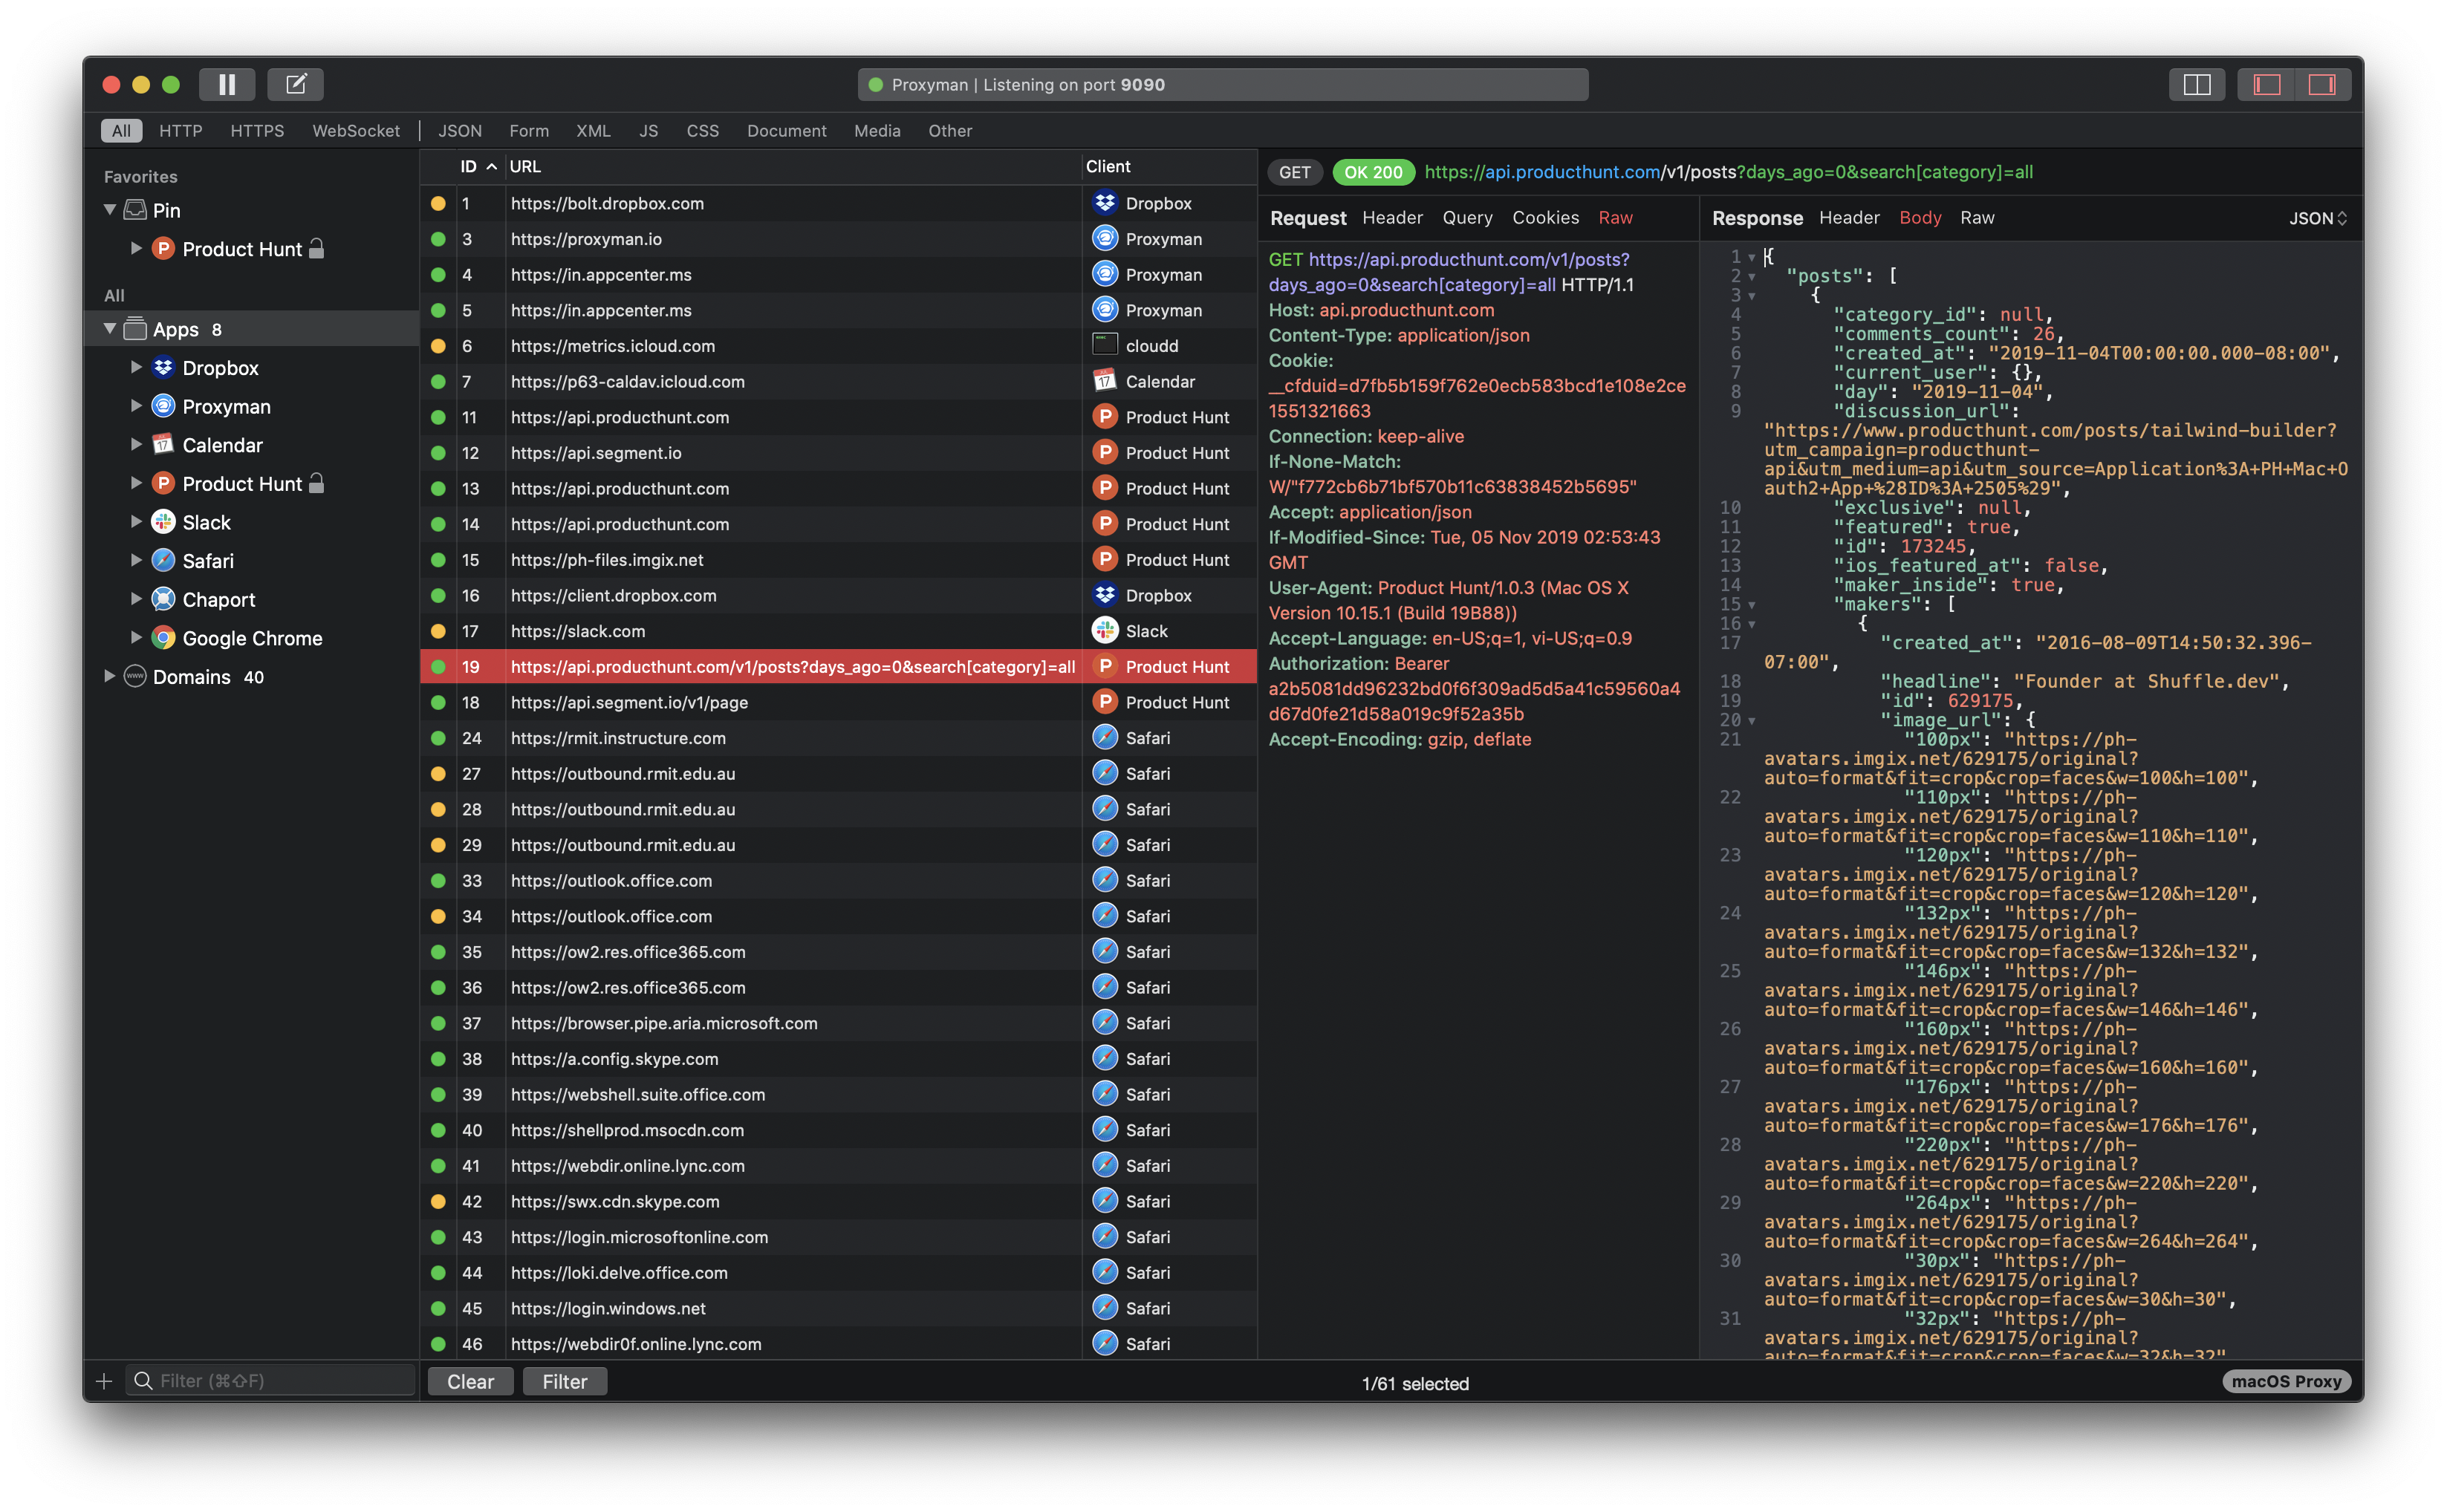 Proxyman | Listening on port 9090
All HTTP HTTPS WebSocket JSON Form XML JS CSS Document Media Other
Favorites
Pin
Product Hunt
All
Apps 8
Dropbox
Proxyman
Calendar
Product Hunt
Slack
Safari
Chaport
Google Chrome
Domains 40
Filter (⌘⇧F)
ID URL Client
1 https://bolt.dropbox.com Dropbox
3 https://proxyman.io Proxyman
4 https://in.appcenter.ms Proxyman
5 https://in.appcenter.ms Proxyman
6 https://metrics.icloud.com cloudd
7 https://p63-caldav.icloud.com Calendar
11 https://api.producthunt.com Product Hunt
12 https://api.segment.io Product Hunt
13 https://api.producthunt.com Product Hunt
14 https://api.producthunt.com Product Hunt
15 https://ph-files.imgix.net Product Hunt
16 https://client.dropbox.com Dropbox
17 https://slack.com Slack
19 https://api.producthunt.com/v1/posts?days_ago=0&search[category]=all Product Hunt
18 https://api.segment.io/v1/page Product Hunt
24 https://rmit.instructure.com Safari
27 https://outbound.rmit.edu.au Safari
28 https://outbound.rmit.edu.au Safari
29 https://outbound.rmit.edu.au Safari
33 https://outlook.office.com Safari
34 https://outlook.office.com Safari
35 https://ow2.res.office365.com Safari
36 https://ow2.res.office365.com Safari
37 https://browser.pipe.aria.microsoft.com Safari
38 https://a.config.skype.com Safari
39 https://webshell.suite.office.com Safari
40 https://shellprod.msocdn.com Safari
41 https://webdir.online.lync.com Safari
42 https://swx.cdn.skype.com Safari
43 https://login.microsoftonline.com Safari
44 https://loki.delve.office.com Safari
45 https://login.windows.net Safari
46 https://webdir0f.online.lync.com Safari
Clear Filter
GET OK 200 https://api.producthunt.com/v1/posts?days_ago=0&search[category]=all
Request Header Query Cookies Raw
GET https://api.producthunt.com/v1/posts?
days_ago=0&search[category]=all HTTP/1.1
Host: api.producthunt.com
Content-Type: application/json
Cookie:
__cfduid=d7fb5b159f762e0ecb583bcd1e108e2ce
1551321663
Connection: keep-alive
If-None-Match:
W/"f772cb6b71bf570b11c63838452b5695"
Accept: application/json
If-Modified-Since: Tue, 05 Nov 2019 02:53:43
GMT
User-Agent: Product Hunt/1.0.3 (Mac OS X
Version 10.15.1 (Build 19B88))
Accept-Language: en-US;q=1, vi-US;q=0.9
Authorization: Bearer
a2b5081dd96232bd0f6f309ad5d5a41c59560a4
d67d0fe21d58a019c9f52a35b
Accept-Encoding: gzip, deflate
Response Header Body Raw JSON
1 {
2 "posts": [
3 {
4 "category_id": null,
5 "comments_count": 26,
6 "created_at": "2019-11-04T00:00:00.000-08:00",
7 "current_user": {},
8 "day": "2019-11-04",
9 "discussion_url":
"https://www.producthunt.com/posts/tailwind-builder?
utm_campaign=producthunt-
api&utm_medium=api&utm_source=Application%3A+PH+Mac+O
auth2+App+%28ID%3A+2505%29",
10 "exclusive": null,
11 "featured": true,
12 "id": 173245,
13 "ios_featured_at": false,
14 "maker_inside": true,
15 "makers": [
16 {
17 "created_at": "2016-08-09T14:50:32.396-
07:00",
18 "headline": "Founder at Shuffle.dev",
19 "id": 629175,
20 "image_url": {
21 "100px": "https://ph-
avatars.imgix.net/629175/original?
auto=format&fit=crop&crop=faces&w=100&h=100",
22 "110px": "https://ph-
avatars.imgix.net/629175/original?
auto=format&fit=crop&crop=faces&w=110&h=110",
23 "120px": "https://ph-
avatars.imgix.net/629175/original?
auto=format&fit=crop&crop=faces&w=120&h=120",
24 "132px": "https://ph-
avatars.imgix.net/629175/original?
auto=format&fit=crop&crop=faces&w=132&h=132",
25 "146px": "https://ph-
avatars.imgix.net/629175/original?
auto=format&fit=crop&crop=faces&w=146&h=146",
26 "160px": "https://ph-
avatars.imgix.net/629175/original?
auto=format&fit=crop&crop=faces&w=160&h=160",
27 "176px": "https://ph-
avatars.imgix.net/629175/original?
auto=format&fit=crop&crop=faces&w=176&h=176",
28 "220px": "https://ph-
avatars.imgix.net/629175/original?
auto=format&fit=crop&crop=faces&w=220&h=220",
29 "264px": "https://ph-
avatars.imgix.net/629175/original?
auto=format&fit=crop&crop=faces&w=264&h=264",
30 "30px": "https://ph-
avatars.imgix.net/629175/original?
auto=format&fit=crop&crop=faces&w=30&h=30",
31 "32px": "https://ph-
avatars.imgix.net/629175/original?
auto=format&fit=crop&crop=faces&w=32&h=32"
1/61 selected
macOS Proxy